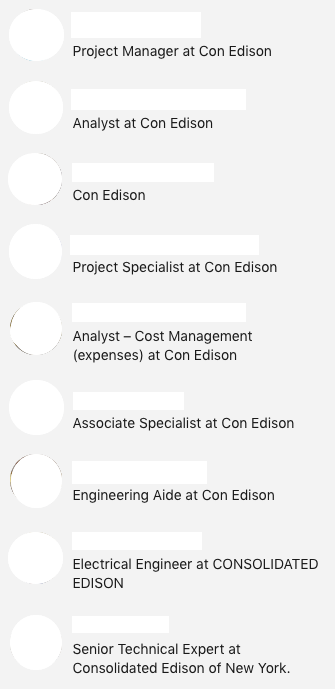 Project Manager at Con Edison
Analyst at Con Edison
Con Edison
Project Specialist at Con Edison
Analyst – Cost Management
(expenses) at Con Edison
Associate Specialist at Con Edison
Engineering Aide at Con Edison
Electrical Engineer at CONSOLIDATED
EDISON
Senior Technical Expert at
Consolidated Edison of New York.